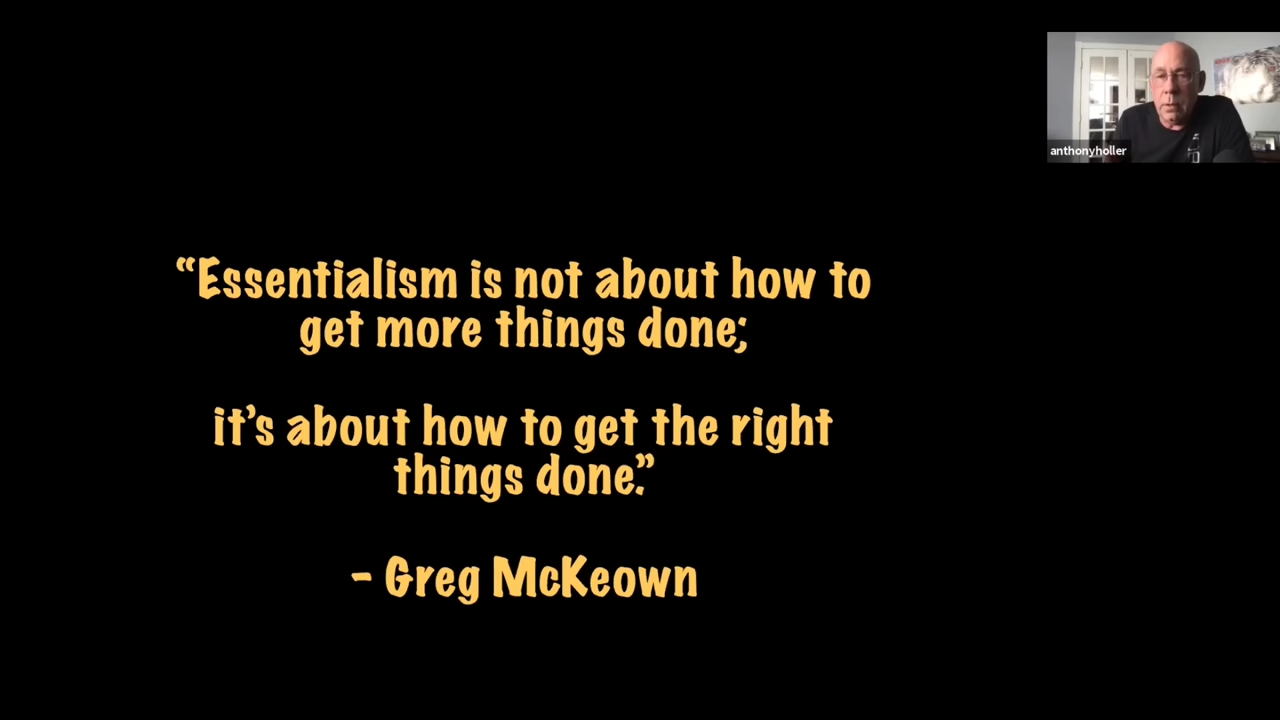 anthonyholler
“Essentialism is not about how to
get more things done;
it’s about how to get the right
things done.”
- Greg McKeown